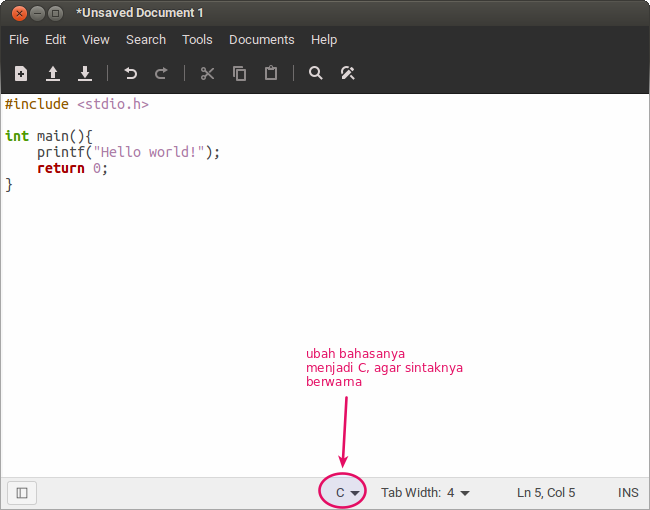 *Unsaved Document 1
File Edit View Search Tools Documents Help
#include <stdio.h>
int main(){
    printf("Hello world!");
    return 0;
}
ubah bahasanya
menjadi C, agar sintaknya
berwarna
C Tab Width: 4 Ln 5, Col 5 INS